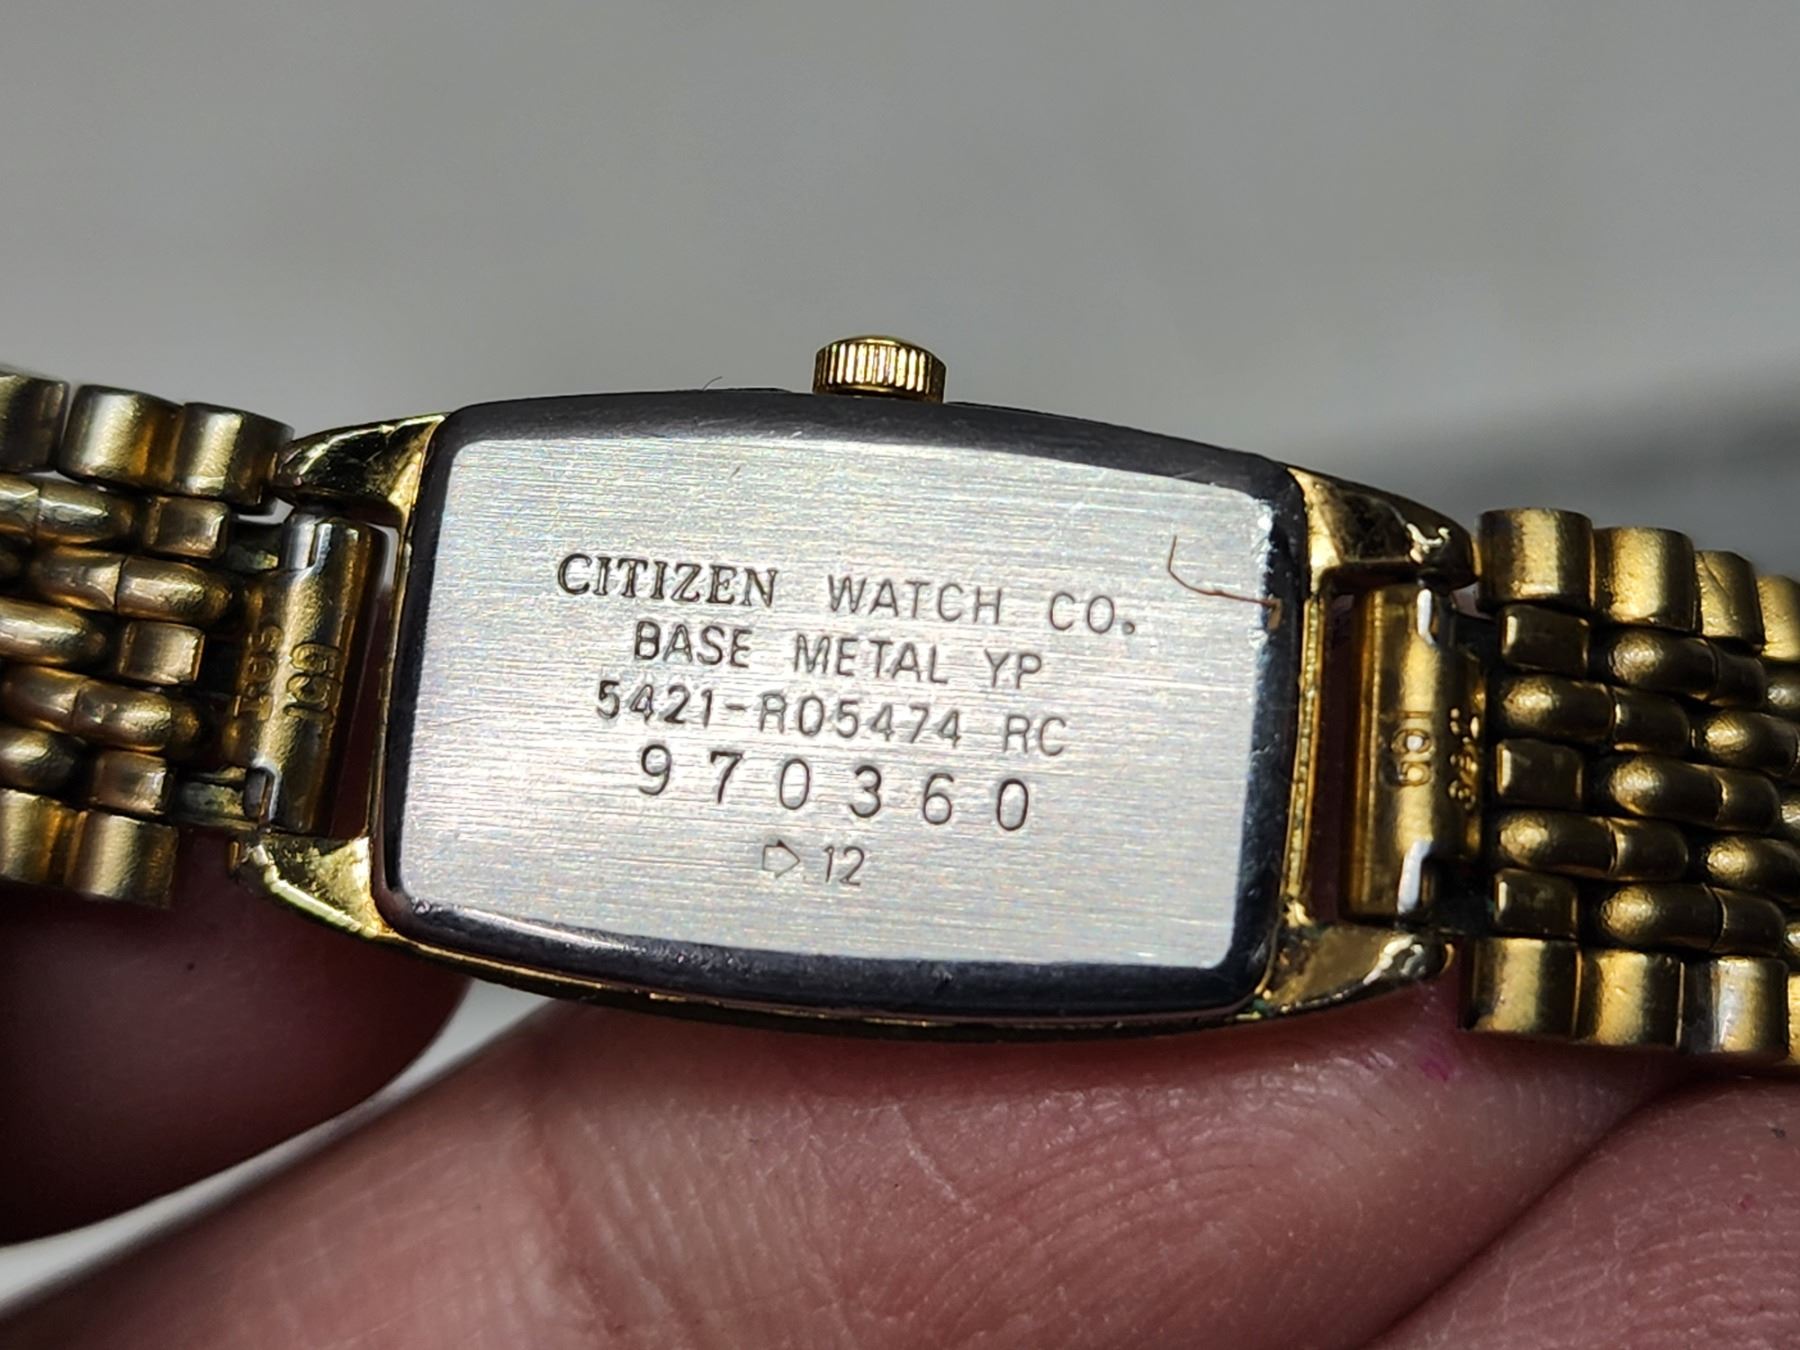 CITIZEN WATCH CO.
BASE METAL YP
5421-R05474 RC
970360
12